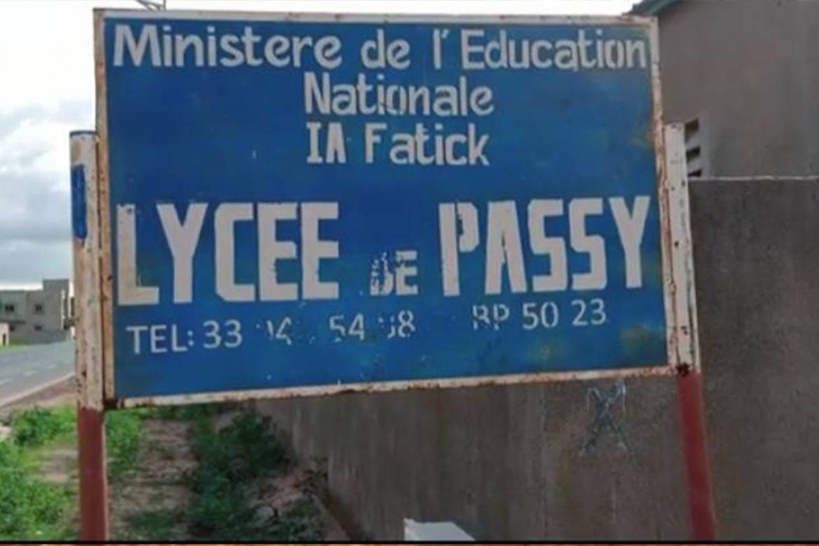 Ministere de l'Education
Nationale
IA Fatick
LYCEE DE PASSY
TEL: 33 54 BP 50 23